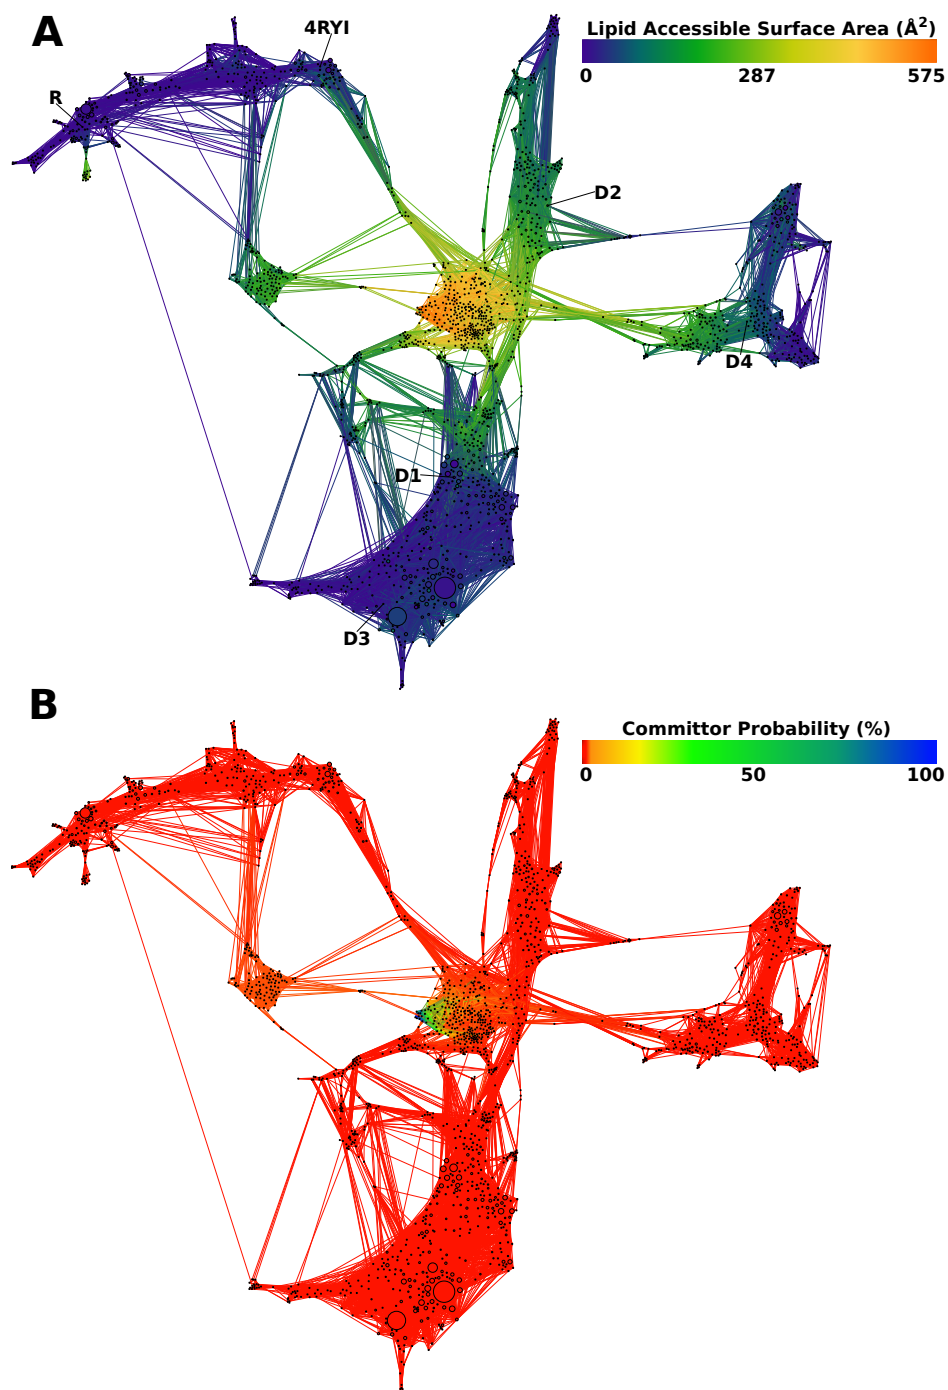 A
4RYI
Lipid Accessible Surface Area (Å²)
0 287 575
R
D2
D4
D1
D3
B
Committor Probability (%)
0 50 100